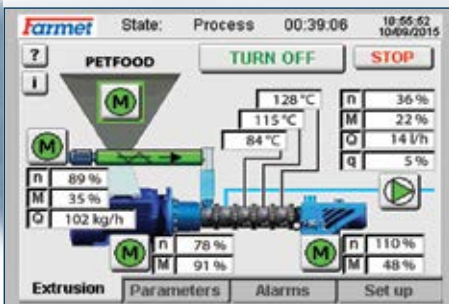 Farmet State: Process 00:39:06 10:55:52
10/09/2015
? PETFOOD TURN OFF STOP
i
M
128 °C
115 °C
84 °C
n 36 %
M 22 %
Q 14 l/h
q 5 %
M
n 89 %
M 35 %
Q 102 kg/h
M
n 78 %
M 91 %
M
n 110 %
M 48 %
Extrusion Parameters Alarms Set up